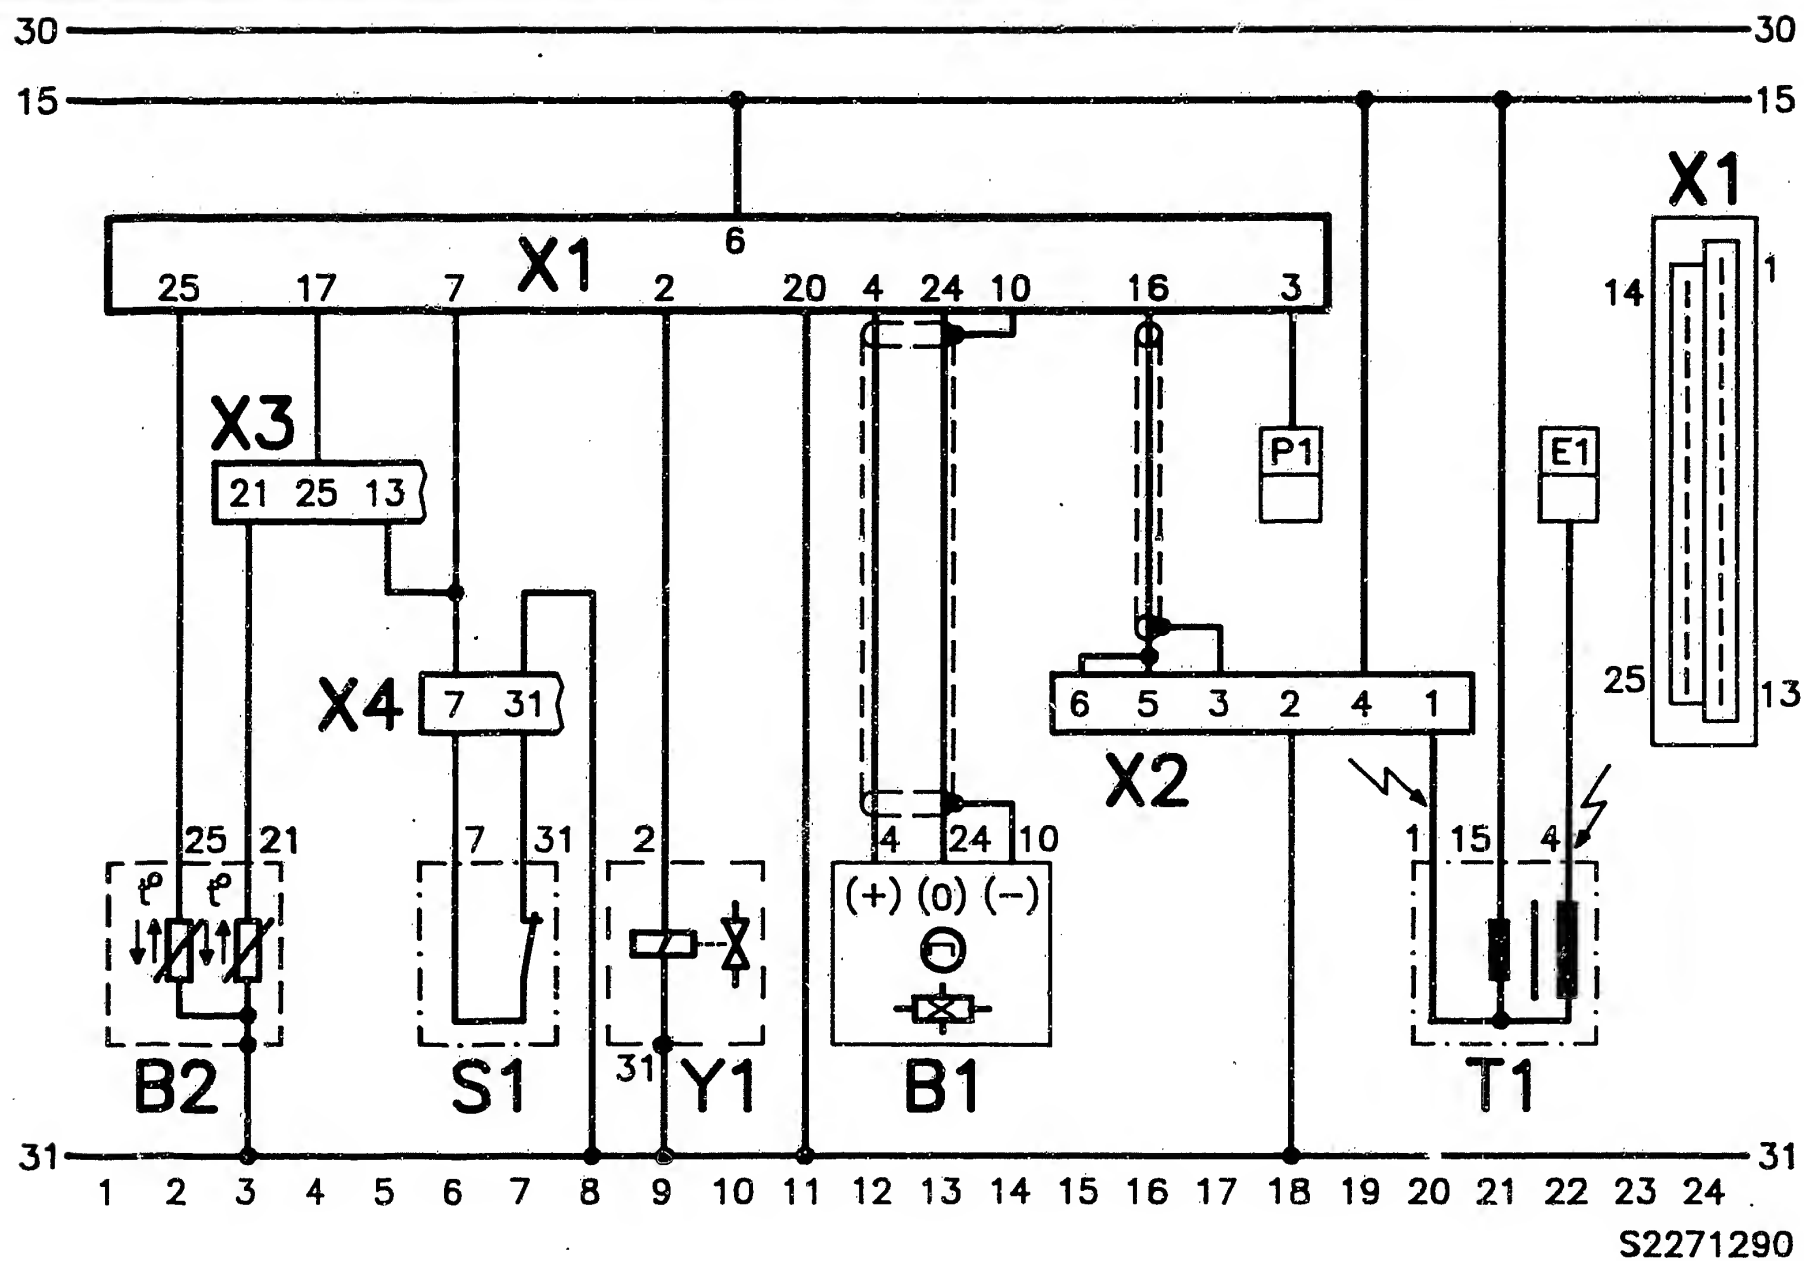 30 30
15 15
X1
6
X1
25 17 7 2 20 4 24 10 16 3
1
14
X3
P1 E1
21 25 13
X4
7 31
6 5 3 2 4 1
25
13
X2
25 21 7 31 2 4 24 10 1 15 4
t° t°
(+) (0) (−)
B2 S1 31 Y1 B1 T1
31 31
1 2 3 4 5 6 7 8 9 10 11 12 13 14 15 16 17 18 19 20 21 22 23 24
S2271290